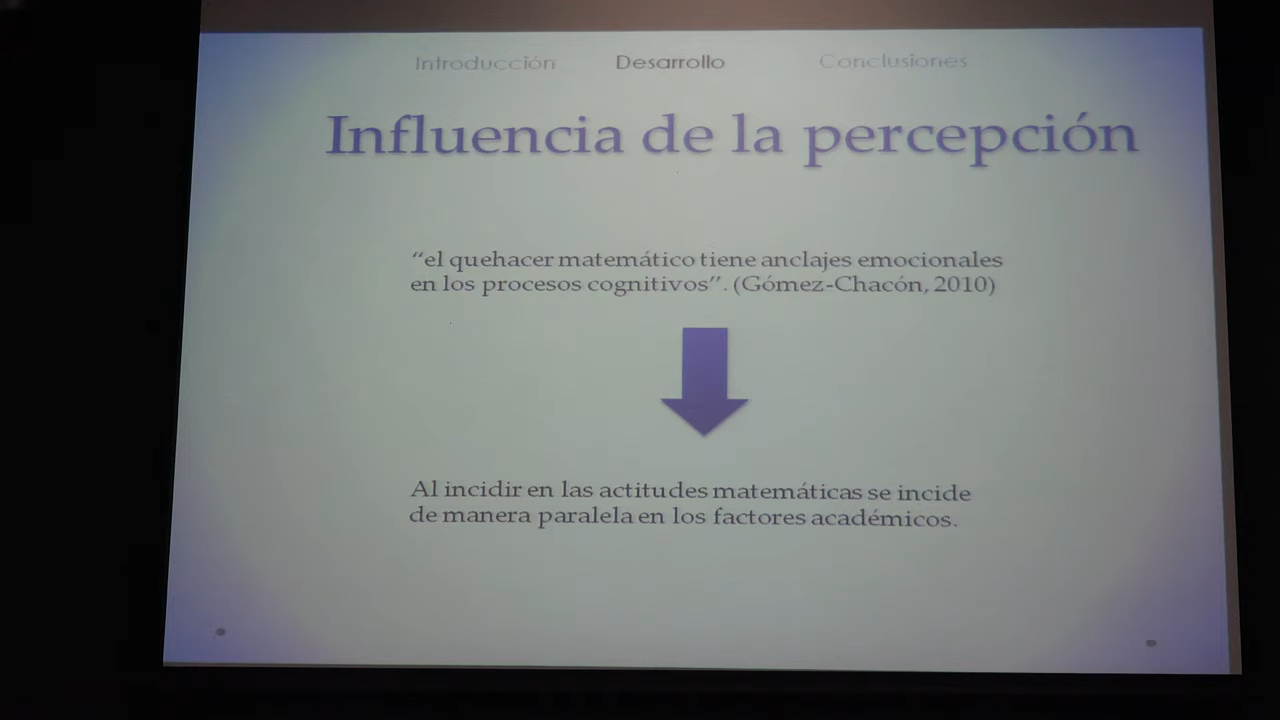 Introducción Desarrollo Conclusiones
Influencia de la percepción
“el quehacer matemático tiene anclajes emocionales
en los procesos cognitivos”. (Gómez-Chacón, 2010)
Al incidir en las actitudes matemáticas se incide
de manera paralela en los factores académicos.